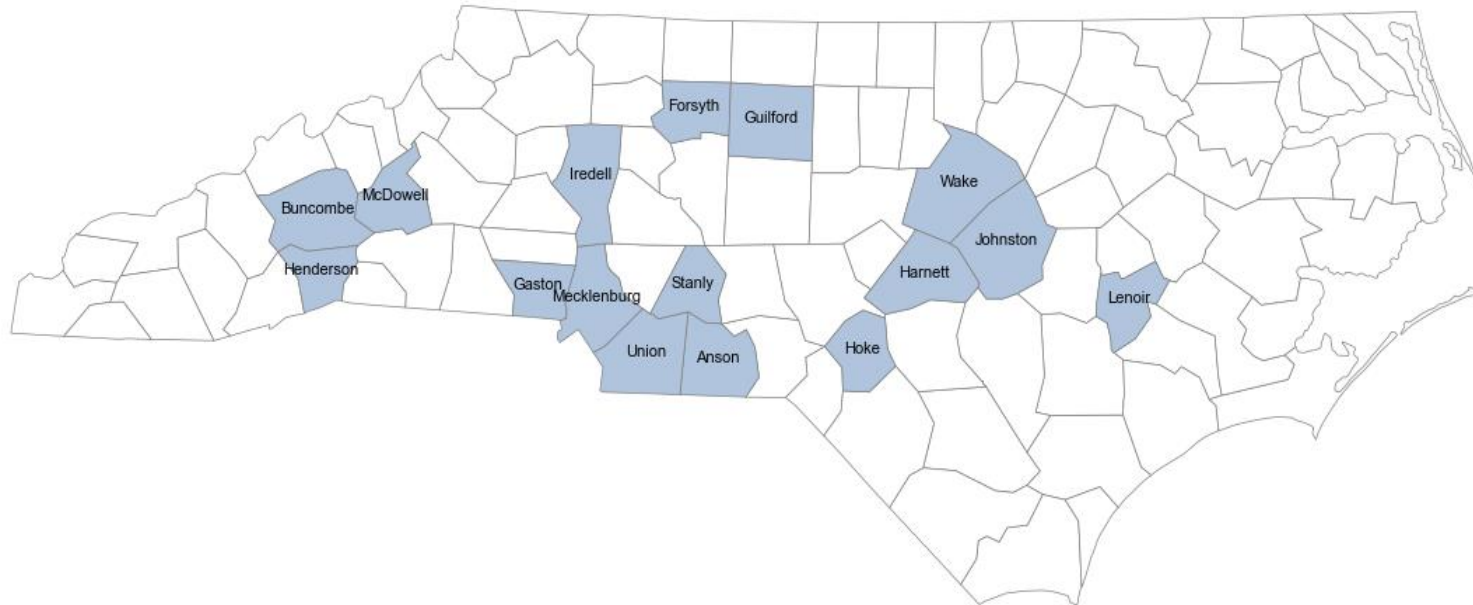 Forsyth
Guilford
Iredell
Wake
McDowell
Buncombe
Johnston
Henderson
Harnett
Stanly
Gaston
Mecklenburg
Lenoir
Hoke
Union
Anson